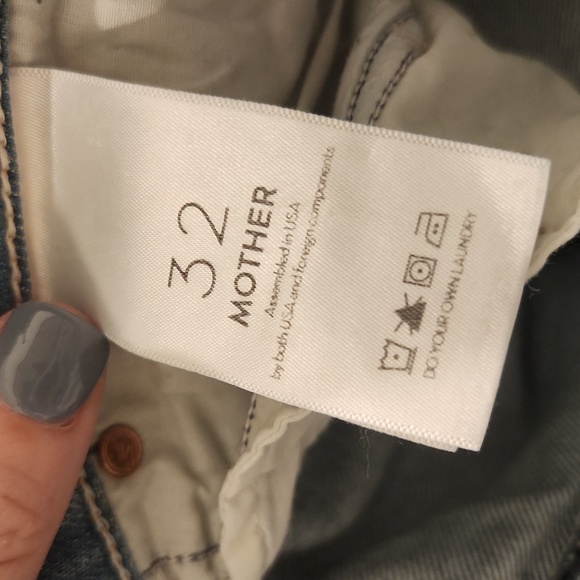 32
MOTHER
Assembled in USA
by both USA and foreign components
DO YOUR OWN LAUNDRY